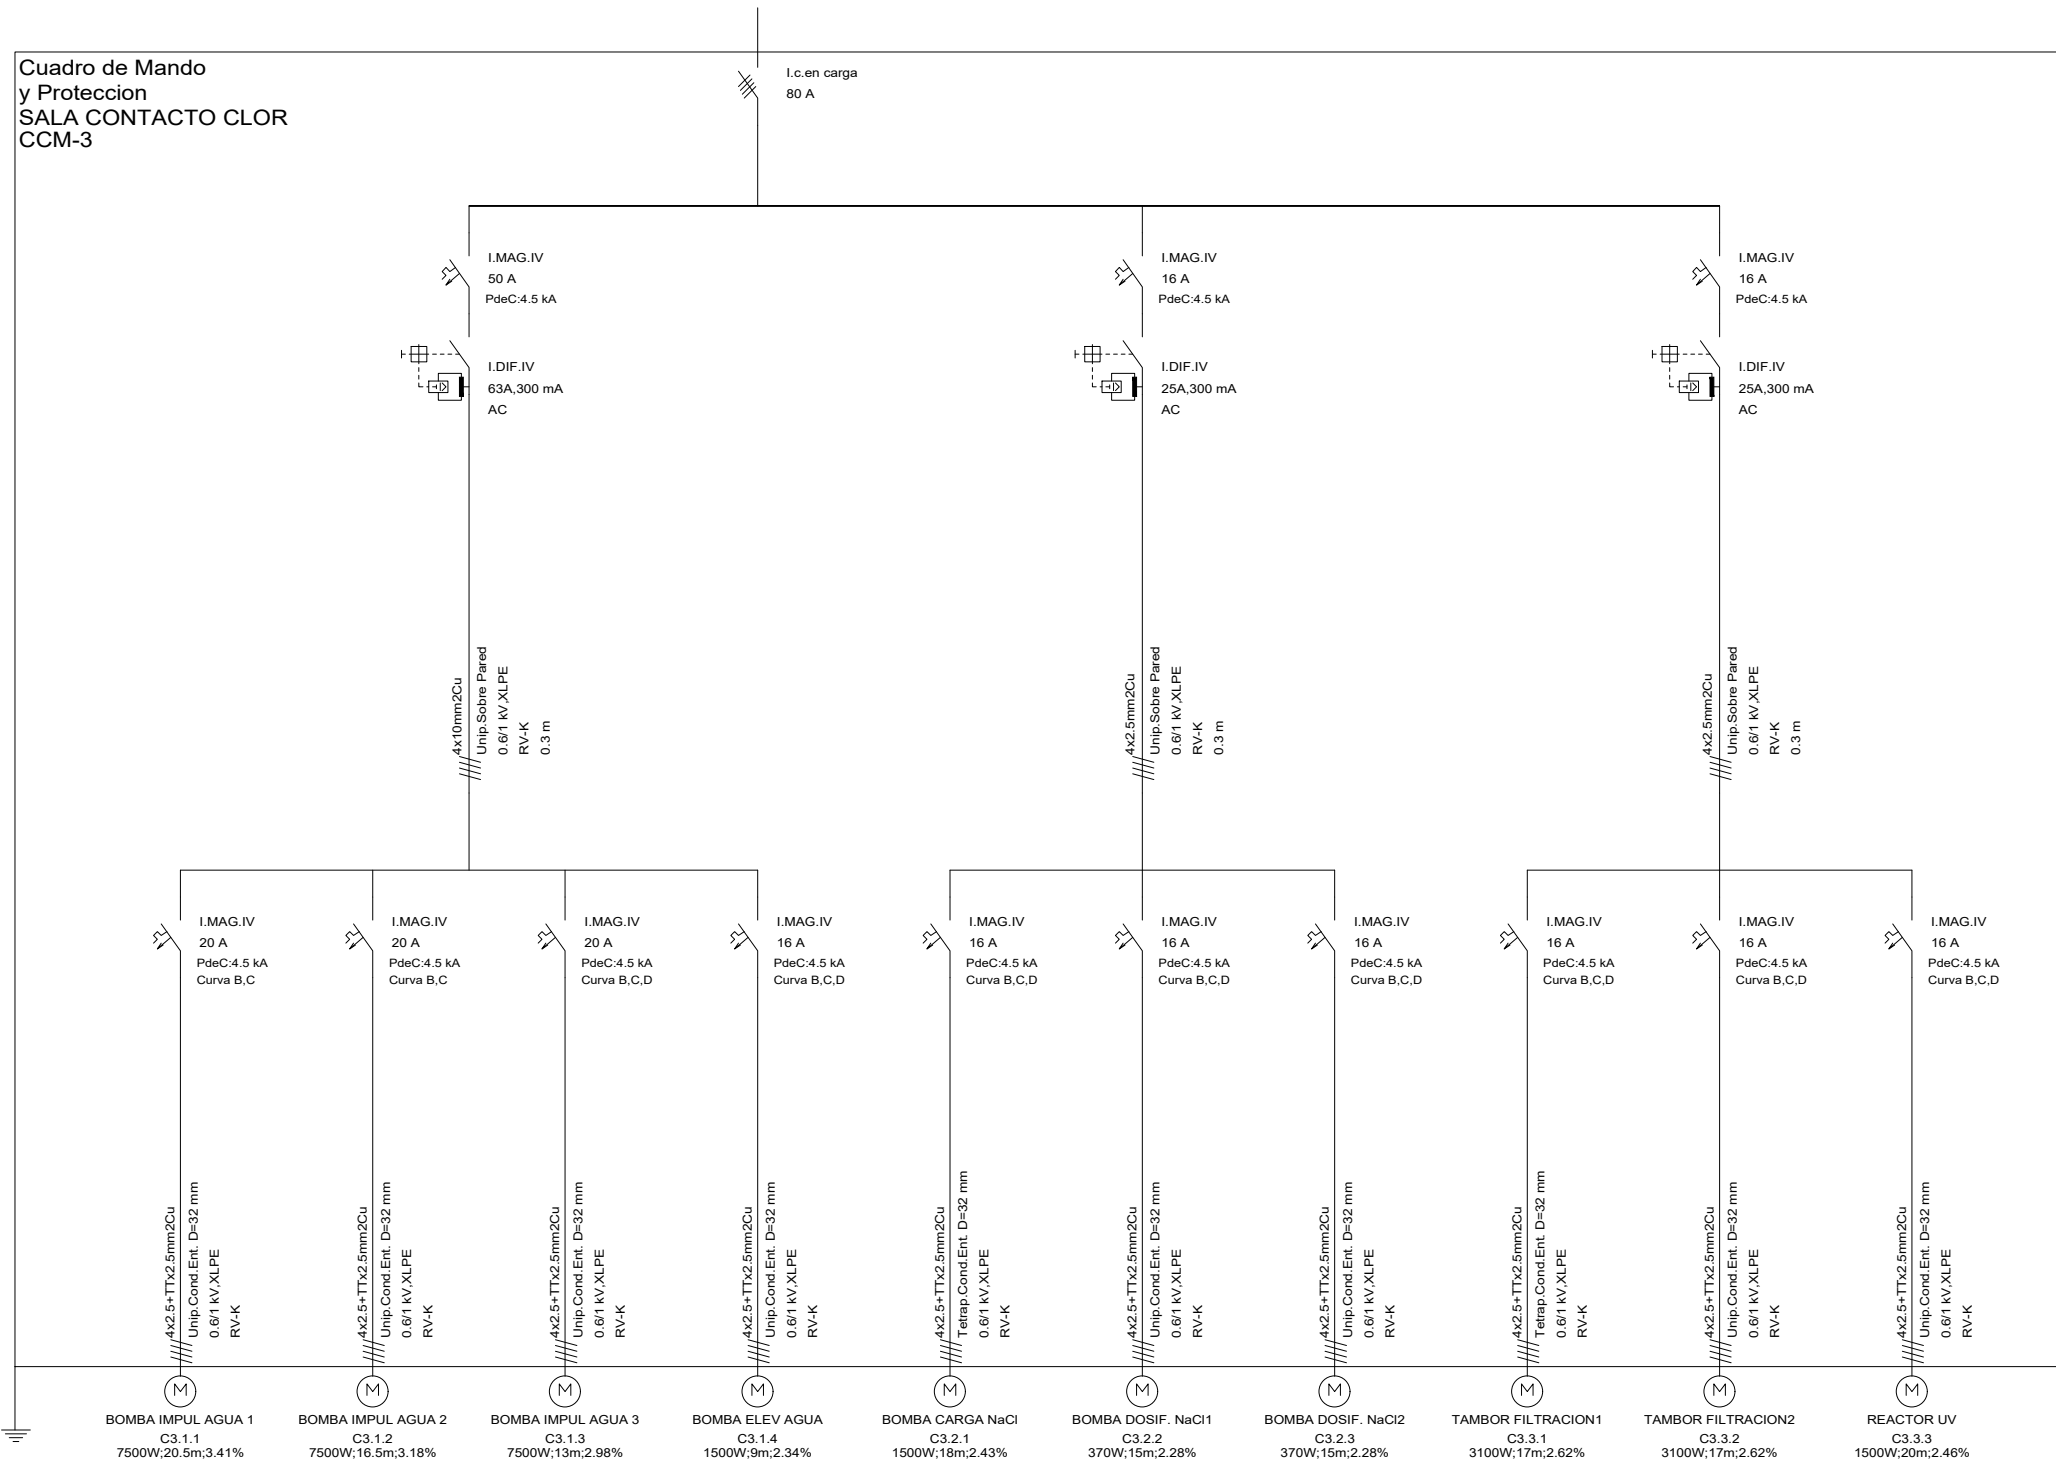 Cuadro de Mando
y Proteccion
SALA CONTACTO CLOR
CCM-3
I.c.en carga
80 A
I.MAG.IV
50 A
PdeC:4.5 kA
I.DIF.IV
63A,300 mA
AC
4x10mm2Cu
Unip.Sobre Pared
0.6/1 kV,XLPE
RV-K
0.3 m
I.MAG.IV
16 A
PdeC:4.5 kA
I.DIF.IV
25A,300 mA
AC
4x2.5mm2Cu
Unip.Sobre Pared
0.6/1 kV,XLPE
RV-K
0.3 m
I.MAG.IV
16 A
PdeC:4.5 kA
I.DIF.IV
25A,300 mA
AC
4x2.5mm2Cu
Unip.Sobre Pared
0.6/1 kV,XLPE
RV-K
0.3 m
I.MAG.IV
20 A
PdeC:4.5 kA
Curva B,C
4x2.5+TTx2.5mm2Cu
Unip.Cond.Ent. D=32 mm
0.6/1 kV,XLPE
RV-K
M
BOMBA IMPUL AGUA 1
C3.1.1
7500W;20.5m;3.41%
I.MAG.IV
20 A
PdeC:4.5 kA
Curva B,C
4x2.5+TTx2.5mm2Cu
Unip.Cond.Ent. D=32 mm
0.6/1 kV,XLPE
RV-K
M
BOMBA IMPUL AGUA 2
C3.1.2
7500W;16.5m;3.18%
I.MAG.IV
20 A
PdeC:4.5 kA
Curva B,C,D
4x2.5+TTx2.5mm2Cu
Unip.Cond.Ent. D=32 mm
0.6/1 kV,XLPE
RV-K
M
BOMBA IMPUL AGUA 3
C3.1.3
7500W;13m;2.98%
I.MAG.IV
16 A
PdeC:4.5 kA
Curva B,C,D
4x2.5+TTx2.5mm2Cu
Unip.Cond.Ent. D=32 mm
0.6/1 kV,XLPE
RV-K
M
BOMBA ELEV AGUA
C3.1.4
1500W;9m;2.34%
I.MAG.IV
16 A
PdeC:4.5 kA
Curva B,C,D
4x2.5+TTx2.5mm2Cu
Tetrap.Cond.Ent. D=32 mm
0.6/1 kV,XLPE
RV-K
M
BOMBA CARGA NaCl
C3.2.1
1500W;18m;2.43%
I.MAG.IV
16 A
PdeC:4.5 kA
Curva B,C,D
4x2.5+TTx2.5mm2Cu
Unip.Cond.Ent. D=32 mm
0.6/1 kV,XLPE
RV-K
M
BOMBA DOSIF. NaCl1
C3.2.2
370W;15m;2.28%
I.MAG.IV
16 A
PdeC:4.5 kA
Curva B,C,D
4x2.5+TTx2.5mm2Cu
Unip.Cond.Ent. D=32 mm
0.6/1 kV,XLPE
RV-K
M
BOMBA DOSIF. NaCl2
C3.2.3
370W;15m;2.28%
I.MAG.IV
16 A
PdeC:4.5 kA
Curva B,C,D
4x2.5+TTx2.5mm2Cu
Tetrap.Cond.Ent. D=32 mm
0.6/1 kV,XLPE
RV-K
M
TAMBOR FILTRACION1
C3.3.1
3100W;17m;2.62%
I.MAG.IV
16 A
PdeC:4.5 kA
Curva B,C,D
4x2.5+TTx2.5mm2Cu
Unip.Cond.Ent. D=32 mm
0.6/1 kV,XLPE
RV-K
M
TAMBOR FILTRACION2
C3.3.2
3100W;17m;2.62%
I.MAG.IV
16 A
PdeC:4.5 kA
Curva B,C,D
4x2.5+TTx2.5mm2Cu
Unip.Cond.Ent. D=32 mm
0.6/1 kV,XLPE
RV-K
M
REACTOR UV
C3.3.3
1500W;20m;2.46%